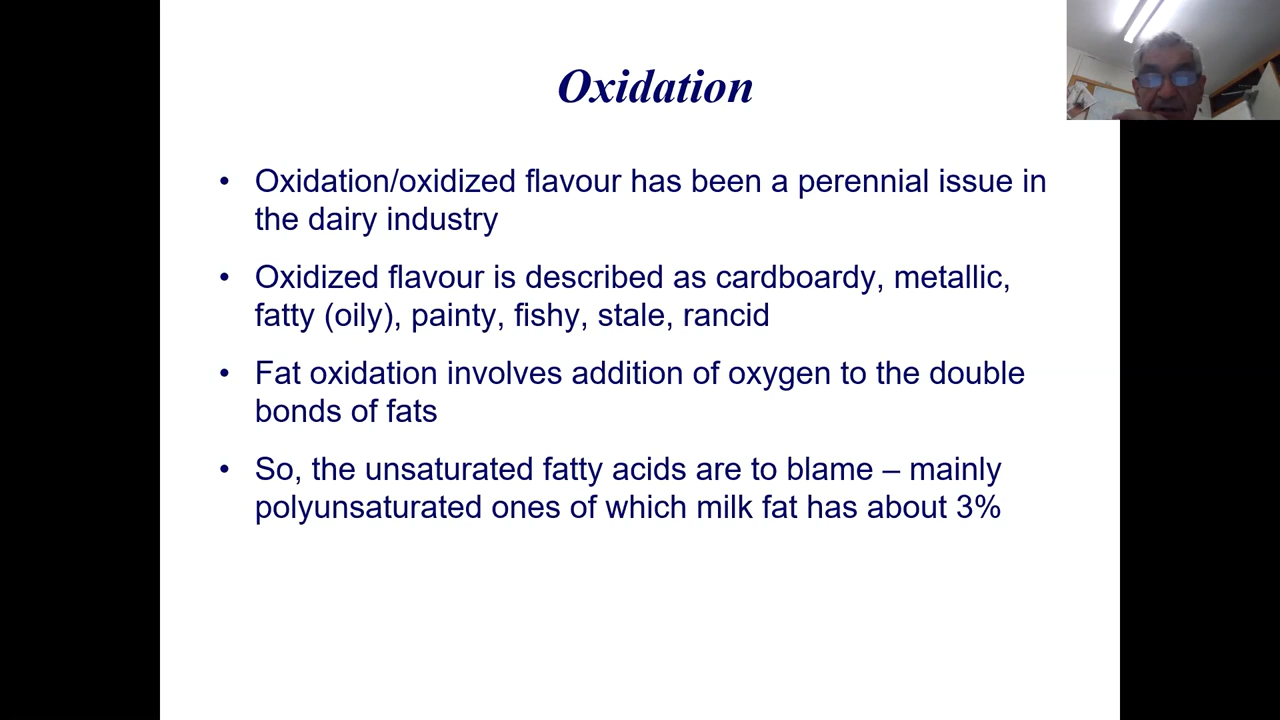 Oxidation
• Oxidation/oxidized flavour has been a perennial issue in
the dairy industry
• Oxidized flavour is described as cardboardy, metallic,
fatty (oily), painty, fishy, stale, rancid
• Fat oxidation involves addition of oxygen to the double
bonds of fats
• So, the unsaturated fatty acids are to blame – mainly
polyunsaturated ones of which milk fat has about 3%